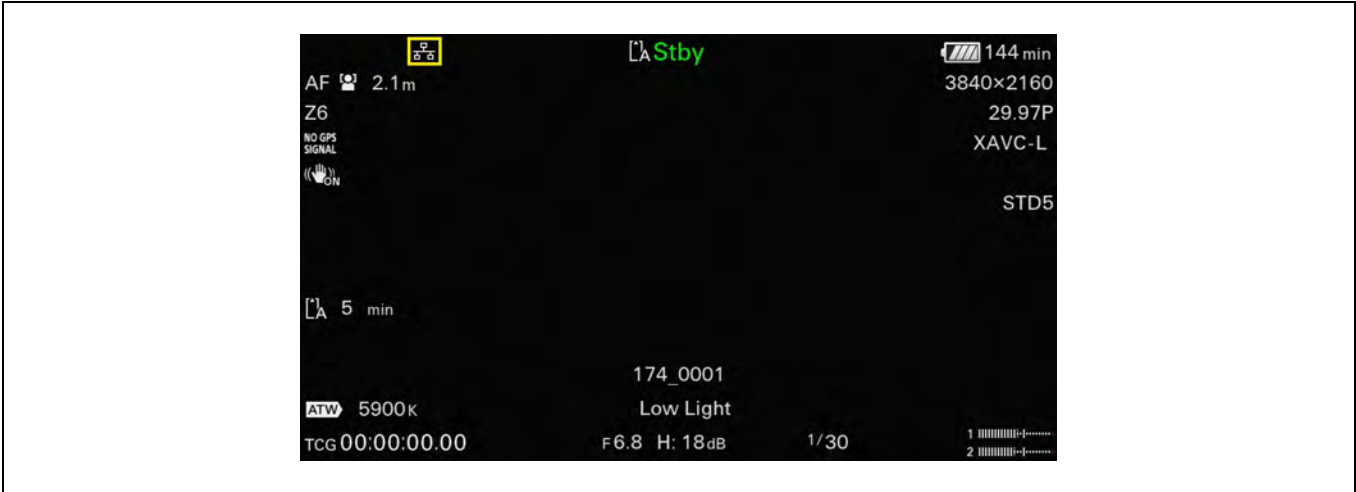 A Stby 144 min
AF 2.1m 3840×2160
Z6 29.97P
NO GPS
SIGNAL
XAVC-L
ON
STD5
A 5 min
174_0001
ATW 5900K Low Light
TCG 00:00:00.00 F6.8 H: 18dB 1/30
1
2